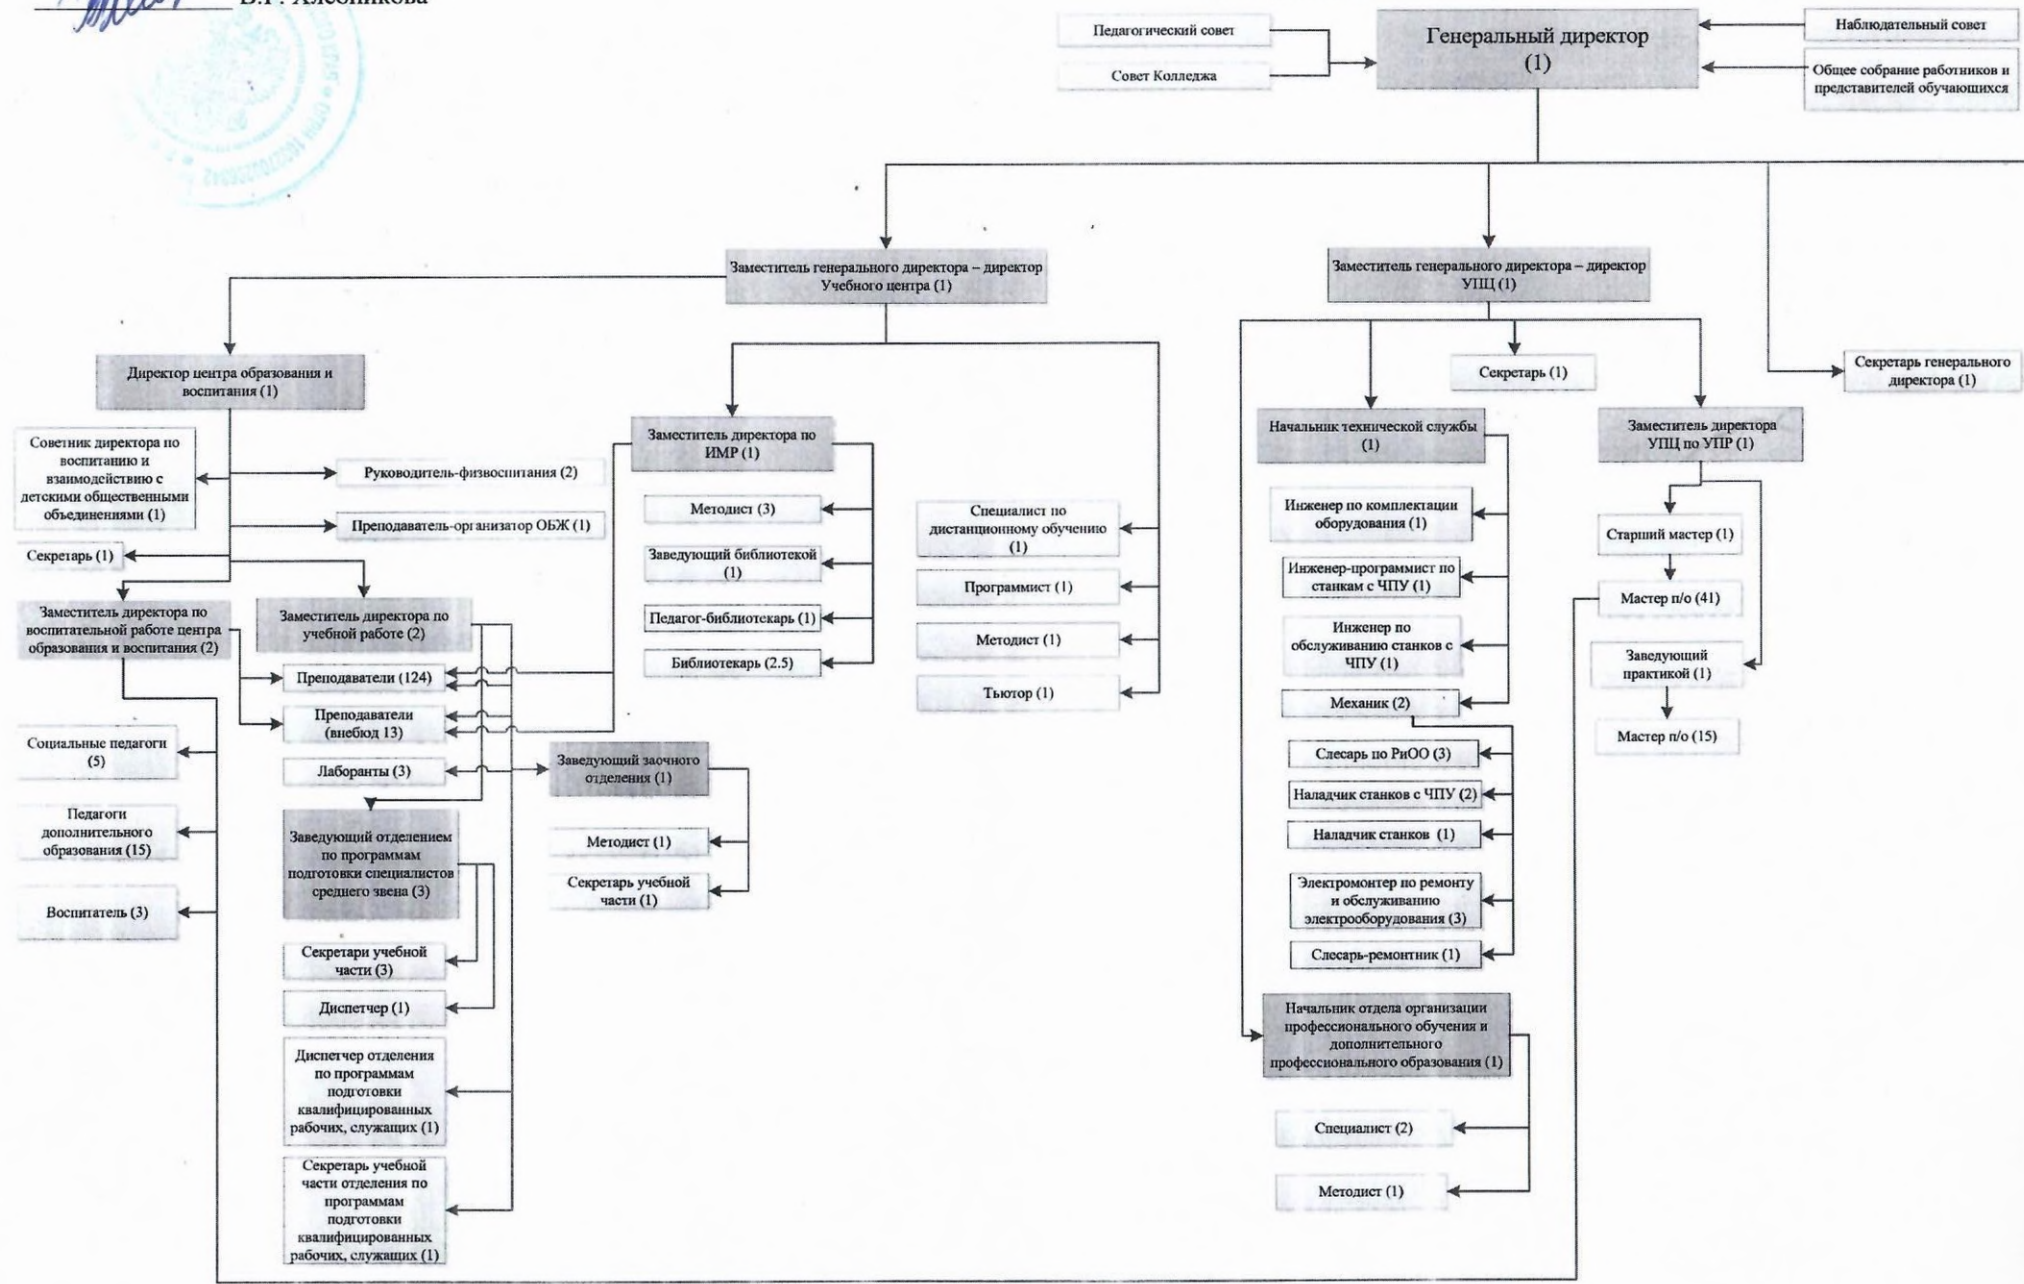 В.Г. Хлебникова
Педагогический совет
Совет Колледжа
Генеральный директор
(1)
Наблюдательный совет
Общее собрание работников и
представителей обучающихся
Заместитель генерального директора – директор
Учебного центра (1)
Заместитель генерального директора – директор
УПЦ (1)
Секретарь генерального
директора (1)
Директор центра образования и
воспитания (1)
Советник директора по
воспитанию и
взаимодействию с
детскими общественными
объединениями (1)
Руководитель-физвоспитания (2)
Преподаватель-организатор ОБЖ (1)
Секретарь (1)
Заместитель директора по
воспитательной работе центра
образования и воспитания (2)
Заместитель директора по
учебной работе (2)
Преподаватели (124)
Преподаватели
(внебюд 13)
Лаборанты (3)
Социальные педагоги
(5)
Педагоги
дополнительного
образования (15)
Воспитатель (3)
Заведующий отделением
по программам
подготовки специалистов
среднего звена (3)
Секретари учебной
части (3)
Диспетчер (1)
Диспетчер отделения
по программам
подготовки
квалифицированных
рабочих, служащих (1)
Секретарь учебной
части отделения по
программам
подготовки
квалифицированных
рабочих, служащих (1)
Заведующий заочного
отделения (1)
Методист (1)
Секретарь учебной
части (1)
Заместитель директора по
ИМР (1)
Методист (3)
Заведующий библиотекой
(1)
Педагог-библиотекарь (1)
Библиотекарь (2.5)
Специалист по
дистанционному обучению
(1)
Программист (1)
Методист (1)
Тьютор (1)
Секретарь (1)
Начальник технической службы
(1)
Инженер по комплектации
оборудования (1)
Инженер-программист по
станкам с ЧПУ (1)
Инженер по
обслуживанию станков с
ЧПУ (1)
Механик (2)
Слесарь по РиОО (3)
Наладчик станков с ЧПУ (2)
Наладчик станков (1)
Электромонтер по ремонту
и обслуживанию
электрооборудования (3)
Слесарь-ремонтник (1)
Начальник отдела организации
профессионального обучения и
дополнительного
профессионального образования (1)
Специалист (2)
Методист (1)
Заместитель директора
УПЦ по УПР (1)
Старший мастер (1)
Мастер п/о (41)
Заведующий
практикой (1)
Мастер п/о (15)